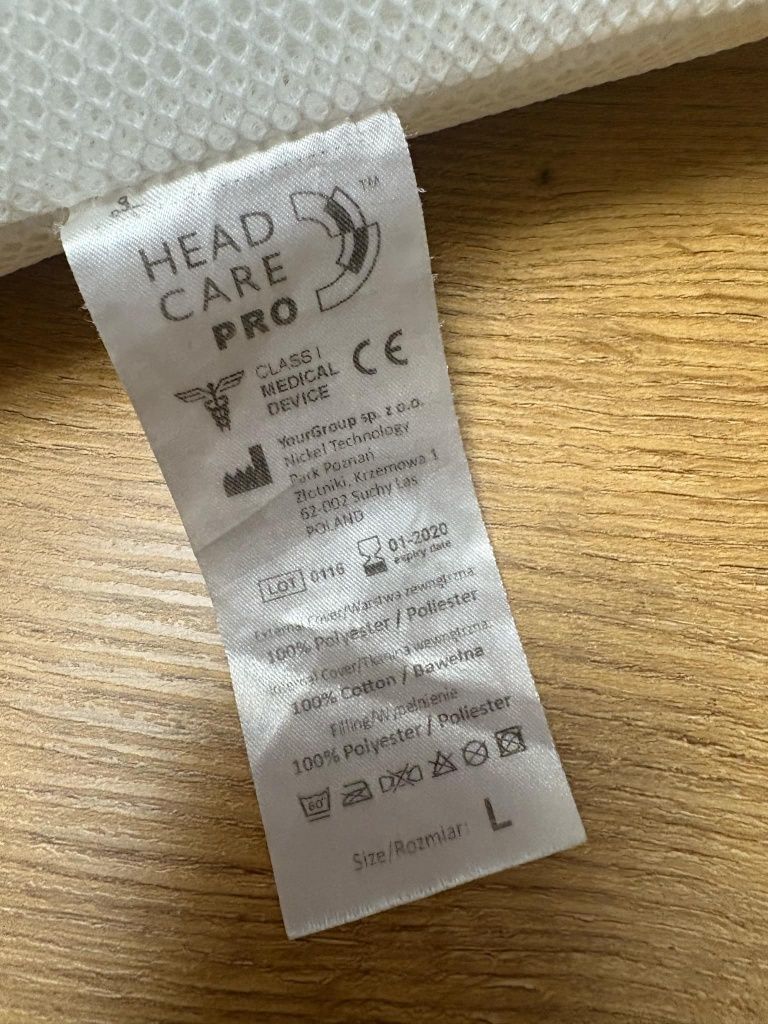 HEAD
CARE
PRO
TM
CLASS I
MEDICAL
DEVICE
CE
YourGroup sp. z o.o.
Nickel Technology
Park Poznań
Złotniki, Krzemowa 1
62-002 Suchy Las
POLAND
LOT 0116
01-2020
expiry date
External Cover/Warstwa zewnętrzna:
100% Polyester / Poliester
Internal Cover/Tkanina wewnętrzna:
100% Cotton / Bawełna
Filling/Wypełnienie
100% Polyester / Poliester
60°
Size/Rozmiar: L